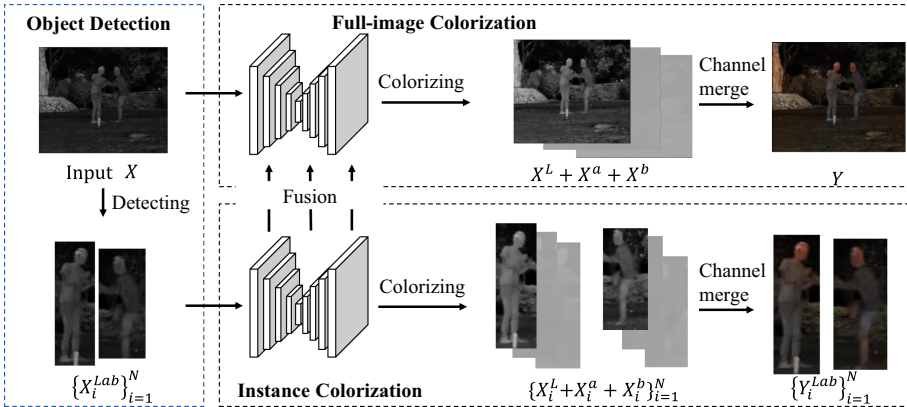 Object Detection
Input X
Detecting
{X_i^{Lab}}_{i=1}^N
Full-image Colorization
Colorizing
X^L + X^a + X^b
Channel
merge
Y
Fusion
Colorizing
{X_i^L+X_i^a + X_i^b}_{i=1}^N
Channel
merge
{Y_i^{Lab}}_{i=1}^N
Instance Colorization